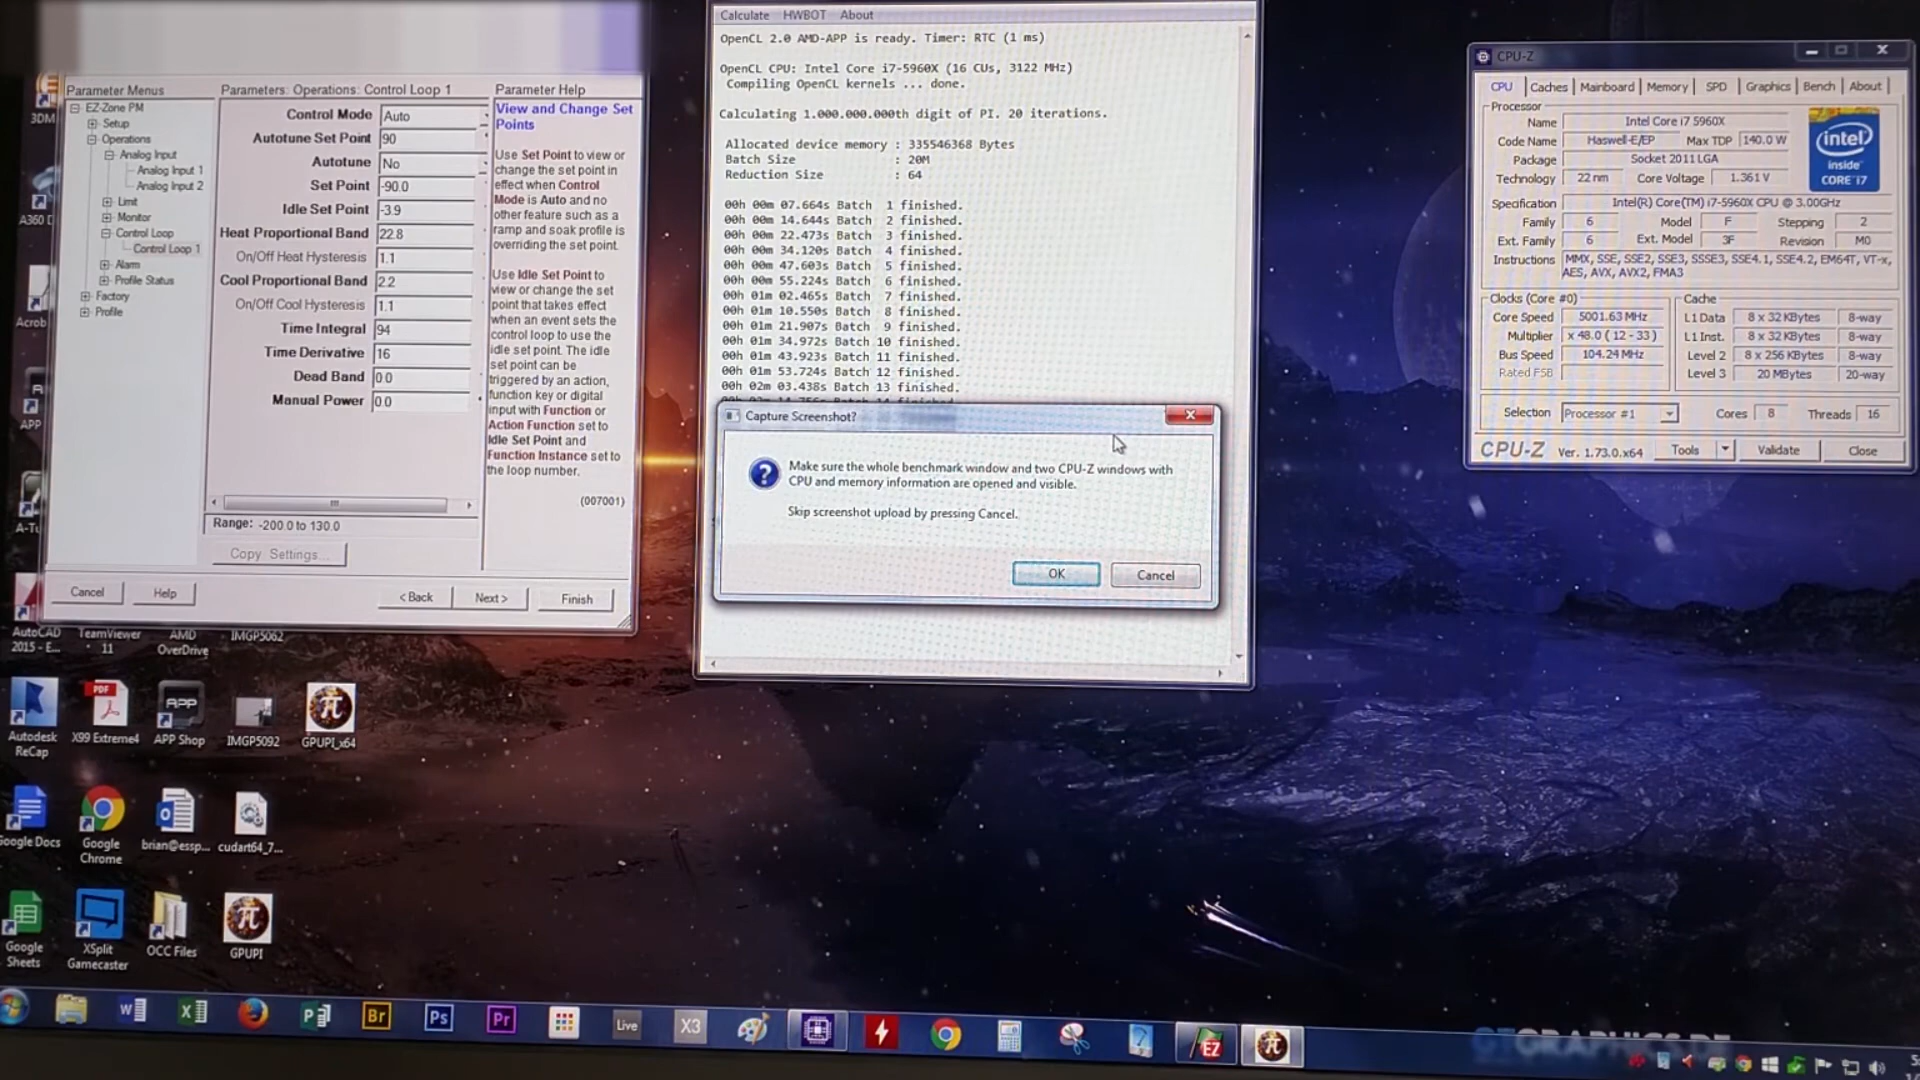 Parameter Menus
EZ-Zone PM
Setup
Operations
Analog Input
Analog Input 1
Analog Input 2
Limit
Monitor
Control Loop
Control Loop 1
Alarm
Profile Status
Factory
Profile
Parameters: Operations: Control Loop 1
Control Mode Auto
Autotune Set Point 90
Autotune No
Set Point -90.0
Idle Set Point -3.9
Heat Proportional Band 22.8
On/Off Heat Hysteresis 1.1
Cool Proportional Band 2.2
On/Off Cool Hysteresis 1.1
Time Integral 94
Time Derivative 16
Dead Band 0.0
Manual Power 0.0
Range: -200.0 to 130.0
Copy Settings...
Parameter Help
View and Change Set
Points
Use Set Point to view or
change the set point in
effect when Control
Mode is Auto and no
other feature such as a
ramp and soak profile is
overriding the set point.
Use Idle Set Point to
view or change the set
point that takes effect
when an event sets the
control loop to use the
idle set point. The idle
set point can be
triggered by an action,
function key or digital
input with Function or
Action Function set to
Idle Set Point and
Function Instance set to
the loop number.
(007001)
Cancel Help < Back Next > Finish
Calculate HWBOT About
OpenCL 2.0 AMD-APP is ready. Timer: RTC (1 ms)
OpenCL CPU: Intel Core i7-5960X (16 CUs, 3122 MHz)
Compiling OpenCL kernels ... done.
Calculating 1.000.000.000th digit of PI. 20 iterations.
Allocated device memory : 335546368 Bytes
Batch Size : 20M
Reduction Size : 64
00h 00m 07.664s Batch 1 finished.
00h 00m 14.644s Batch 2 finished.
00h 00m 22.473s Batch 3 finished.
00h 00m 34.120s Batch 4 finished.
00h 00m 47.603s Batch 5 finished.
00h 00m 55.224s Batch 6 finished.
00h 01m 02.465s Batch 7 finished.
00h 01m 10.550s Batch 8 finished.
00h 01m 21.907s Batch 9 finished.
00h 01m 34.972s Batch 10 finished.
00h 01m 43.923s Batch 11 finished.
00h 01m 53.724s Batch 12 finished.
00h 02m 03.438s Batch 13 finished.
Capture Screenshot?
Make sure the whole benchmark window and two CPU-Z windows with
CPU and memory information are opened and visible.
Skip screenshot upload by pressing Cancel.
OK Cancel
CPU-Z
CPU Caches Mainboard Memory SPD Graphics Bench About
Processor
Name Intel Core i7 5960X
Code Name Haswell-E/EP Max TDP 140.0 W
Package Socket 2011 LGA
Technology 22 nm Core Voltage 1.361 V
Specification Intel(R) Core(TM) i7-5960X CPU @ 3.00GHz
Family 6 Model F Stepping 2
Ext. Family 6 Ext. Model 3F Revision M0
Instructions MMX, SSE, SSE2, SSE3, SSSE3, SSE4.1, SSE4.2, EM64T, VT-x,
AES, AVX, AVX2, FMA3
intel
inside
CORE i7
Clocks (Core #0)
Core Speed 5001.63 MHz
Multiplier x 48.0 ( 12 - 33 )
Bus Speed 104.24 MHz
Rated FSB
Cache
L1 Data 8 x 32 KBytes 8-way
L1 Inst. 8 x 32 KBytes 8-way
Level 2 8 x 256 KBytes 8-way
Level 3 20 MBytes 20-way
Selection Processor #1 Cores 8 Threads 16
CPU-Z Ver. 1.73.0.x64 Tools Validate Close
3DM
A360 D
Acrob
APP
A-Tu
AutoCAD
2015 - E...
TeamViewer
11
AMD
OverDrive
IMGP5062
Autodesk
ReCap
PDF
X99 Extreme4
APP
APP Shop
IMGP5092
GPUPI_x64
Google Docs
Google
Chrome
brian@essp...
cudart64_7...
Google
Sheets
XSplit
Gamecaster
OCC Files
GPUPI
Br Ps Pr Live X3 EZ